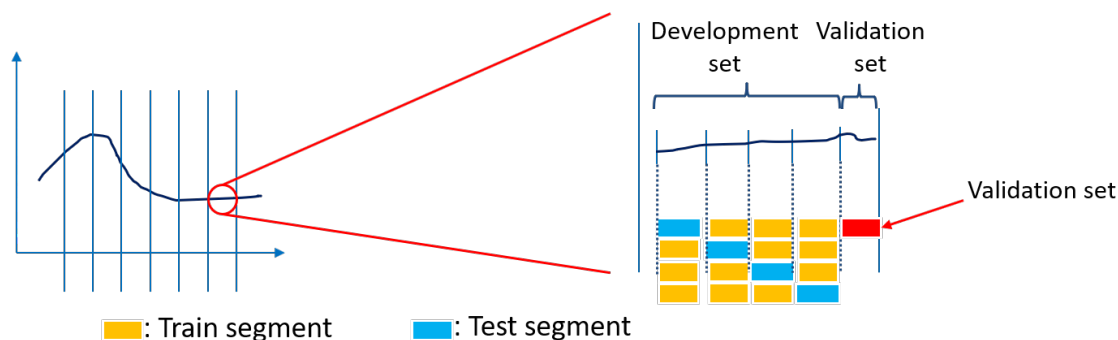 Development
set
Validation
set
Validation set
: Train segment
: Test segment